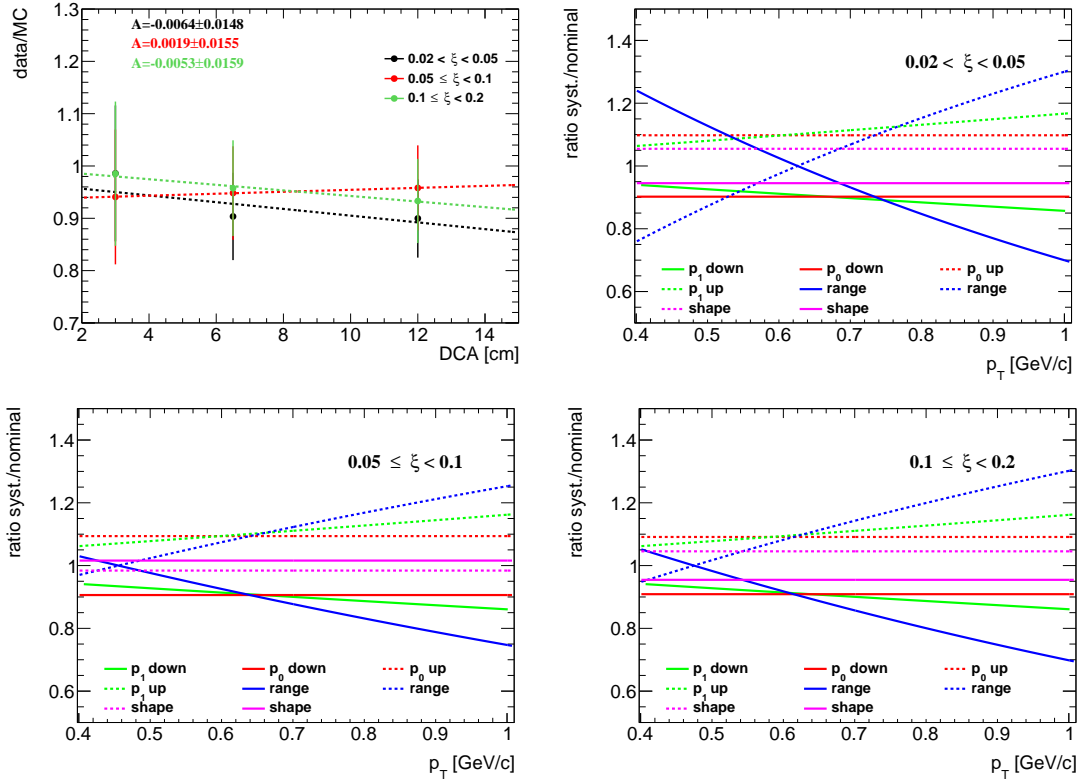 data/MC
A=-0.0064±0.0148
A=0.0019±0.0155
A=-0.0053±0.0159
0.02 < ξ < 0.05
0.05 ≤ ξ < 0.1
0.1 ≤ ξ < 0.2
1.3
1.2
1.1
1
0.9
0.8
0.7
2 4 6 8 10 12 14
DCA [cm]
ratio syst./nominal
0.02 < ξ < 0.05
1.4
1.2
1
0.8
0.6
p₁ down p₀ down p₀ up
p₁ up range range
shape shape
0.4 0.5 0.6 0.7 0.8 0.9 1
p_T [GeV/c]
ratio syst./nominal
0.05 ≤ ξ < 0.1
1.4
1.2
1
0.8
0.6
p₁ down p₀ down p₀ up
p₁ up range range
shape shape
0.4 0.5 0.6 0.7 0.8 0.9 1
p_T [GeV/c]
ratio syst./nominal
0.1 ≤ ξ < 0.2
1.4
1.2
1
0.8
0.6
p₁ down p₀ down p₀ up
p₁ up range range
shape shape
0.4 0.5 0.6 0.7 0.8 0.9 1
p_T [GeV/c]